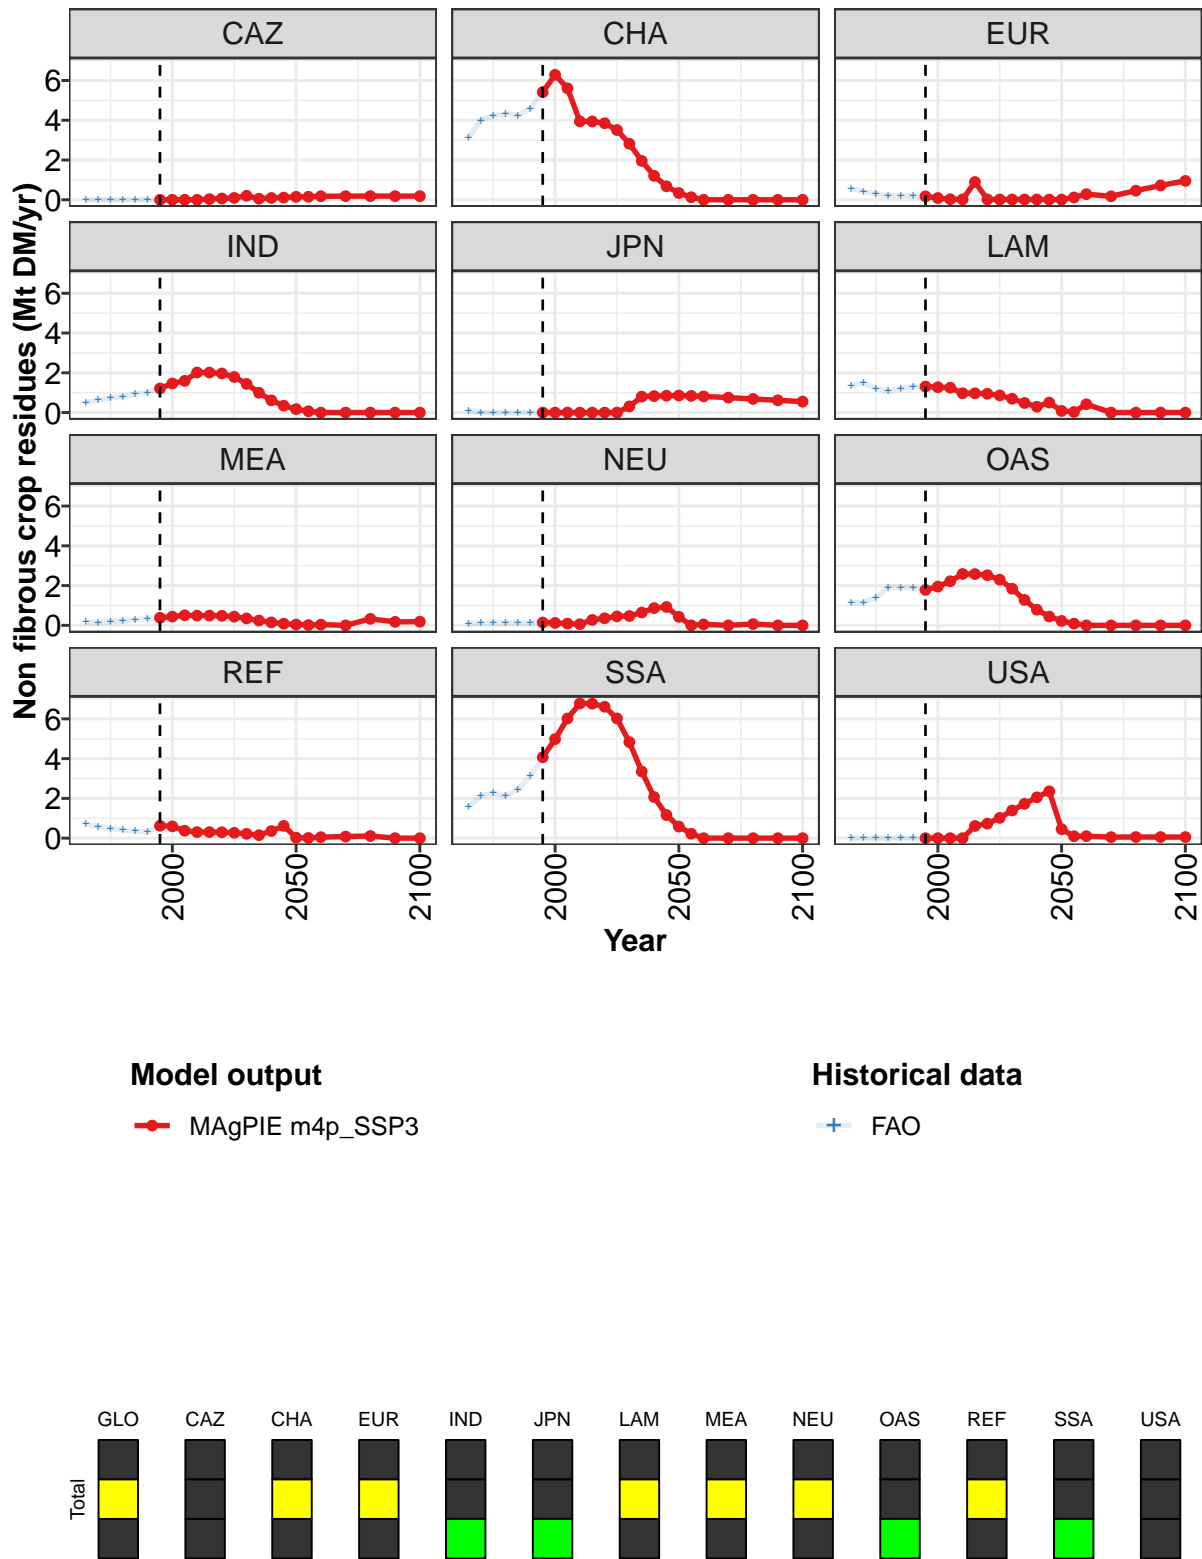 CAZ CHA EUR
6
4
2
0
IND JPN LAM
6
4
2
0
MEA NEU OAS
6
4
2
0
REF SSA USA
6
4
2
0
Non fibrous crop residues (Mt DM/yr)
2000 2050 2100 2000 2050 2100 2000 2050 2100
Year
Model output Historical data
MAgPIE m4p_SSP3 FAO
GLO CAZ CHA EUR IND JPN LAM MEA NEU OAS REF SSA USA
Total